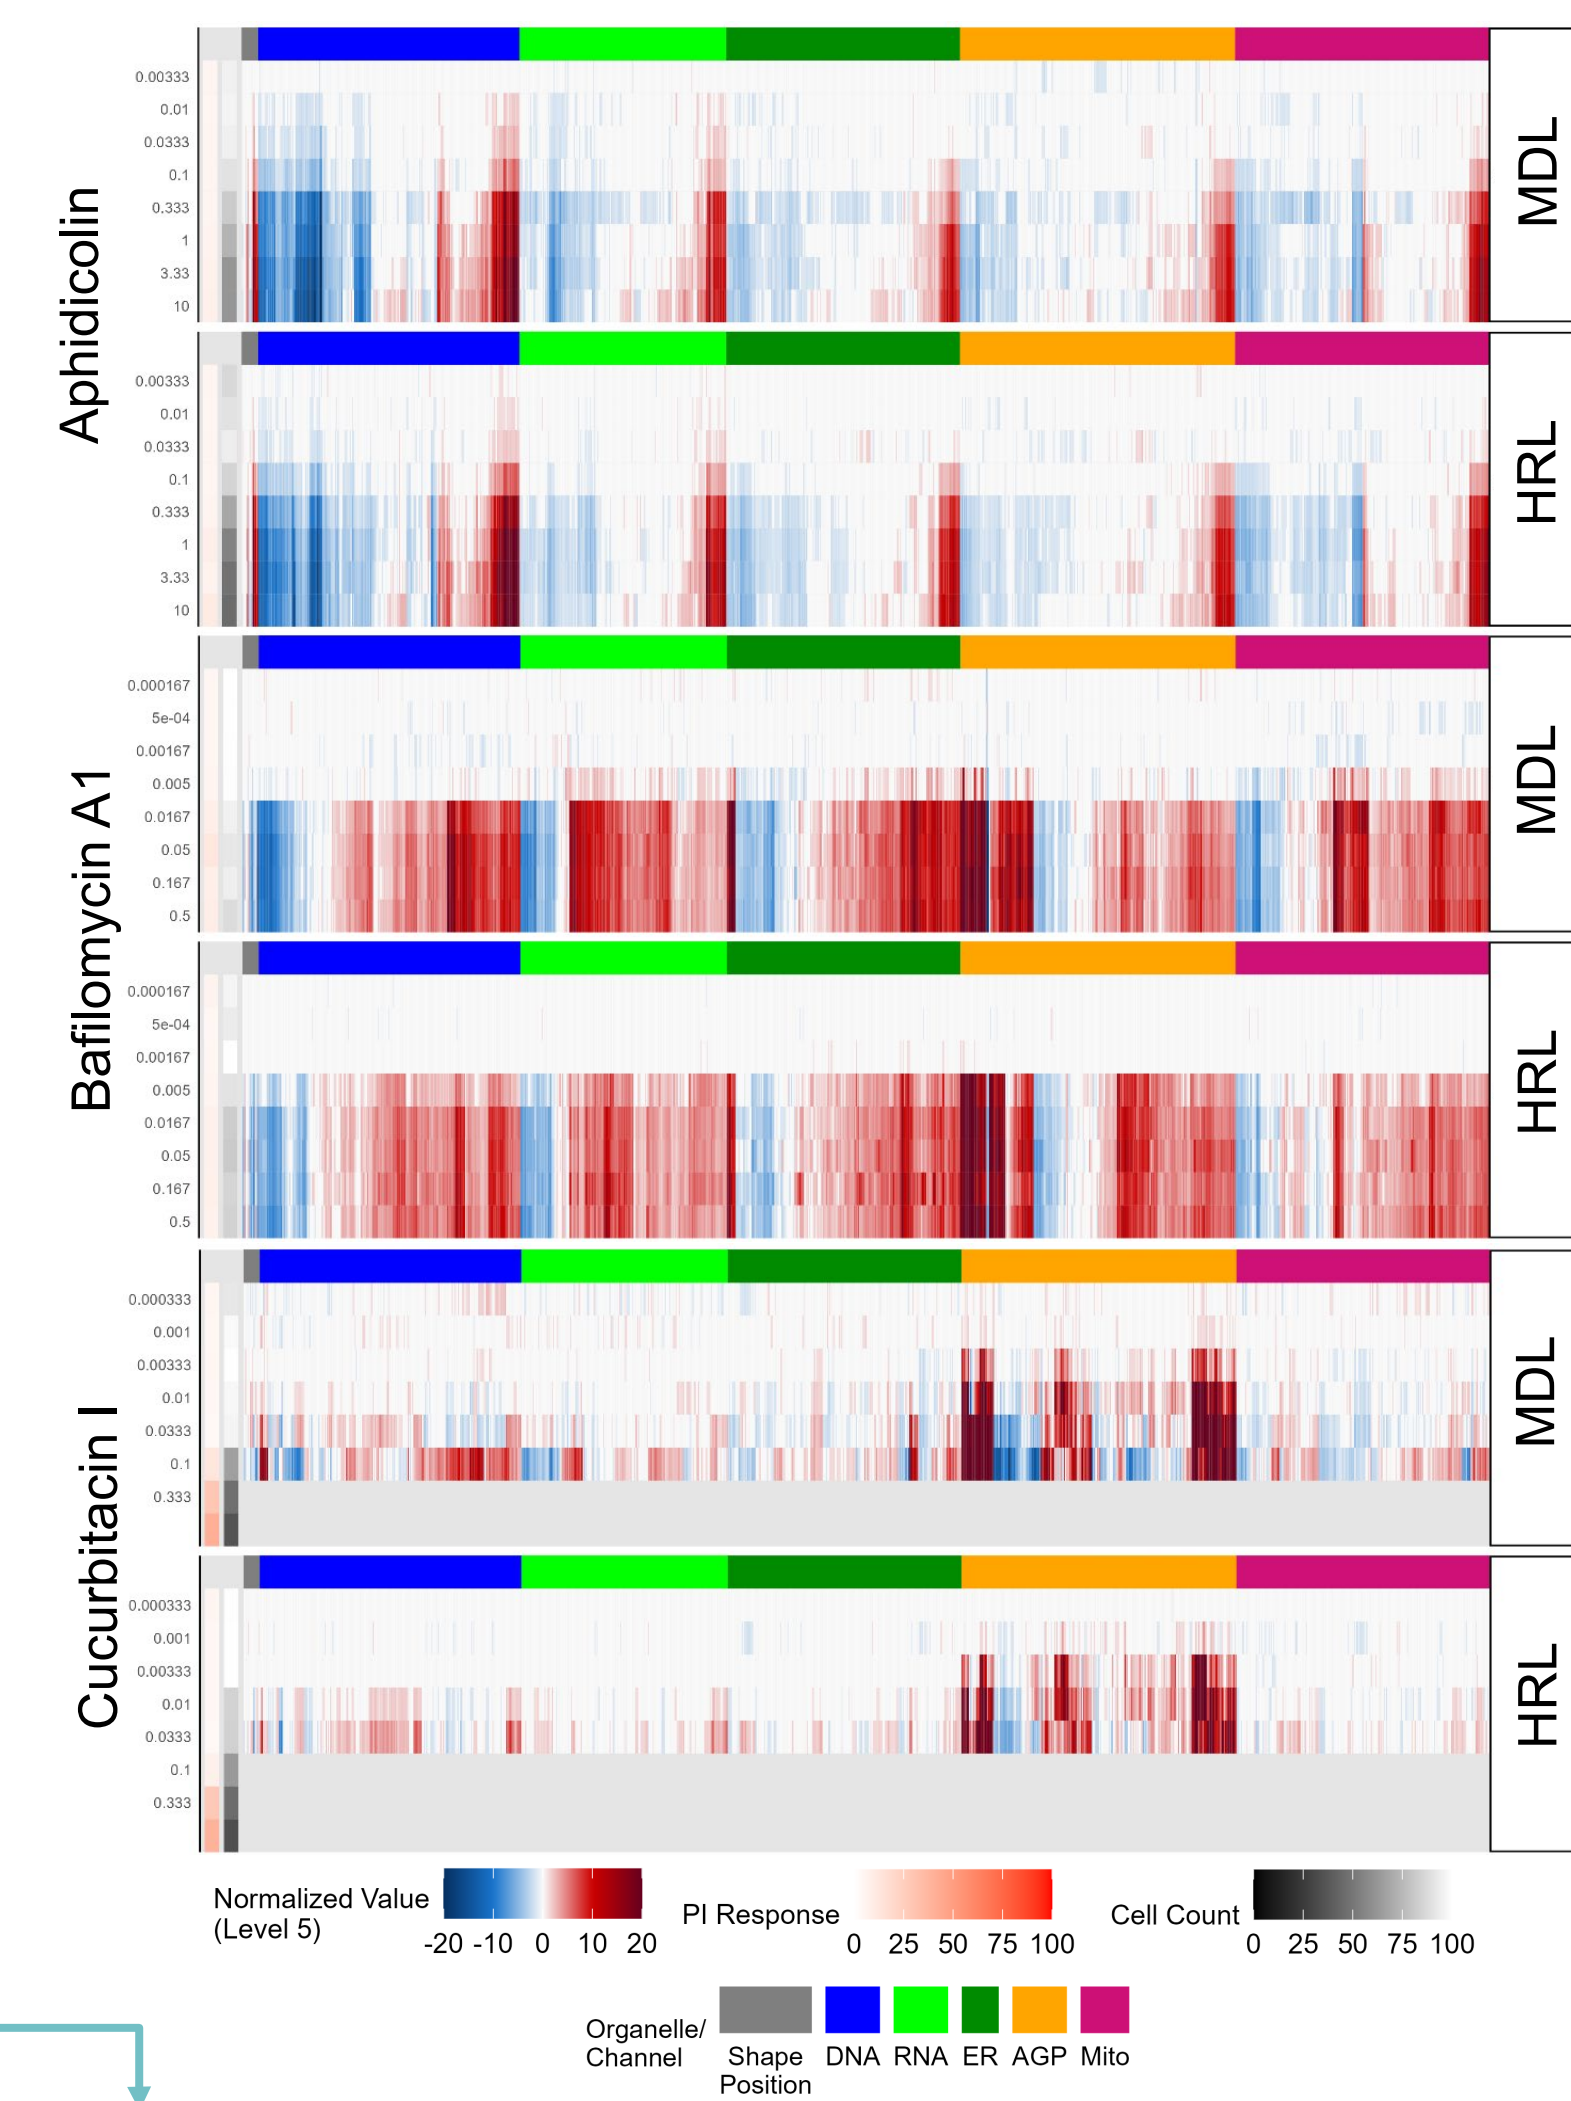 Aphidicolin
MDL
0.00333
0.01
0.0333
0.1
0.333
1
3.33
10
HRL
0.00333
0.01
0.0333
0.1
0.333
1
3.33
10
Bafilomycin A1
MDL
0.000167
5e-04
0.00167
0.005
0.0167
0.05
0.167
0.5
HRL
0.000167
5e-04
0.00167
0.005
0.0167
0.05
0.167
0.5
Cucurbitacin I
MDL
0.000333
0.001
0.00333
0.01
0.0333
0.1
0.333
HRL
0.000333
0.001
0.00333
0.01
0.0333
0.1
0.333
Normalized Value
(Level 5)
-20 -10 0 10 20
PI Response
0 25 50 75 100
Cell Count
0 25 50 75 100
Organelle/
Channel
Shape
Position
DNA RNA ER AGP Mito